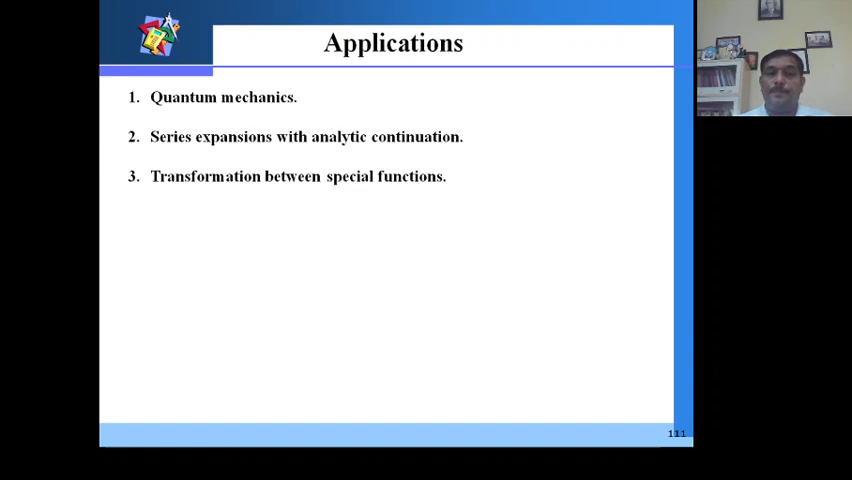 Applications
1. Quantum mechanics.
2. Series expansions with analytic continuation.
3. Transformation between special functions.
111